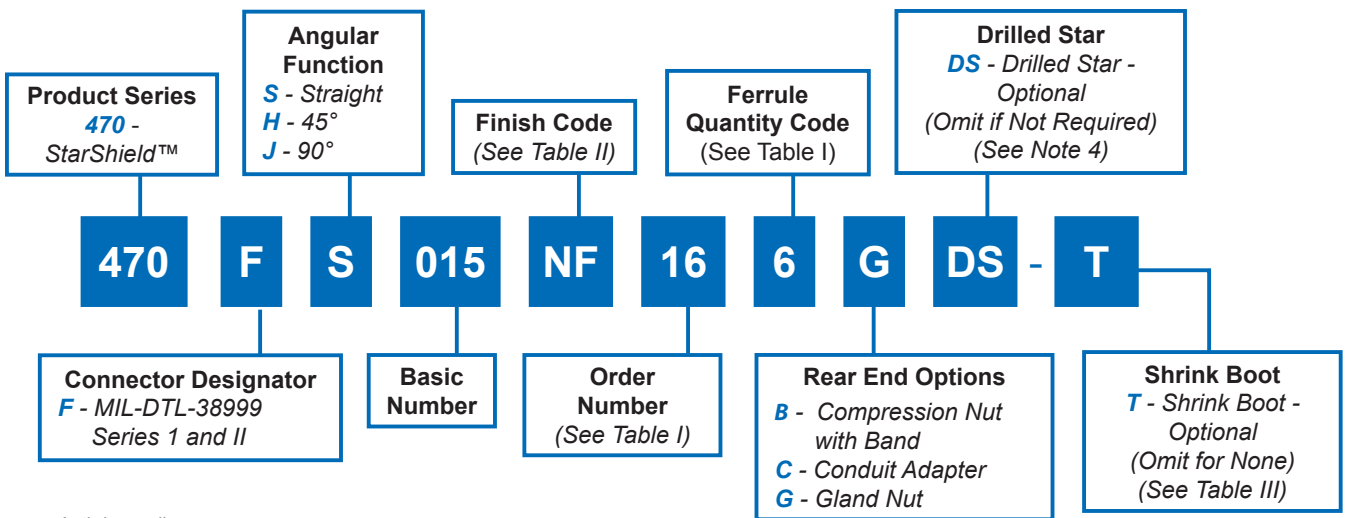 Product Series
470 -
StarShield™
Angular
Function
S - Straight
H - 45°
J - 90°
Finish Code
(See Table II)
Ferrule
Quantity Code
(See Table I)
Drilled Star
DS - Drilled Star -
Optional
(Omit if Not Required)
(See Note 4)
470 F S 015 NF 16 6 G DS - T
Connector Designator
F - MIL-DTL-38999
Series 1 and II
Basic
Number
Order
Number
(See Table I)
Rear End Options
B - Compression Nut
with Band
C - Conduit Adapter
G - Gland Nut
Shrink Boot
T - Shrink Boot -
Optional
(Omit for None)
(See Table III)